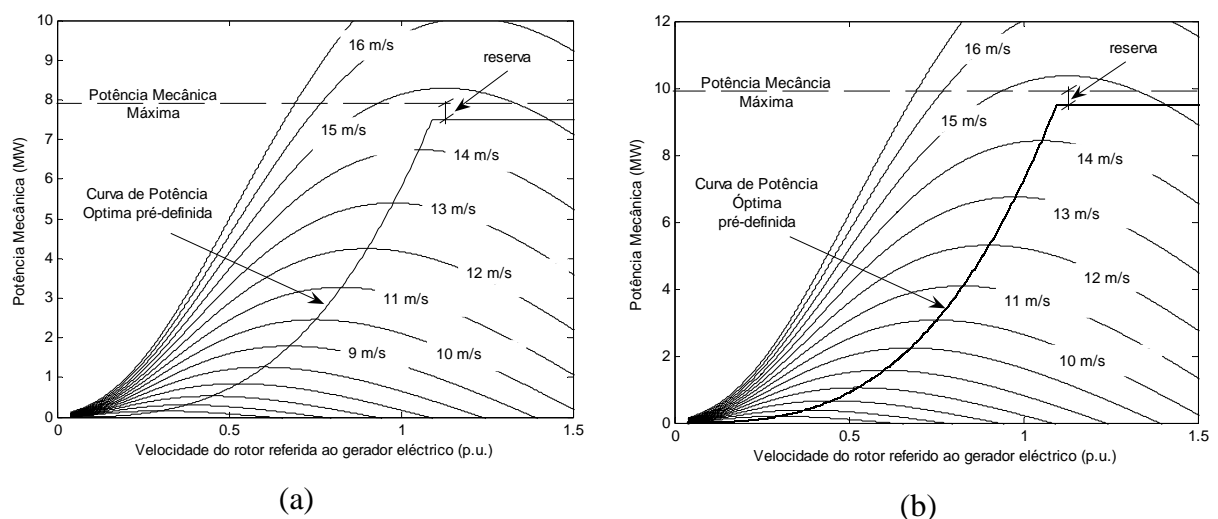 10
9
8
7
6
5
4
3
2
1
0
Potência Mecânica (MW)
16 m/s
reserva
Potência Mecânica
Máxima
15 m/s
14 m/s
Curva de Potência
Optima pré-definida
13 m/s
12 m/s
11 m/s
9 m/s
10 m/s
0
0.5
1
1.5
Velocidade do rotor referida ao gerador eléctrico (p.u.)
(a)
12
10
8
6
4
2
0
Potência Mecânica (MW)
16 m/s
reserva
Potência Mecância
Máxima
15 m/s
14 m/s
Curva de Potência
Óptima
pré-definida
13 m/s
12 m/s
11 m/s
10 m/s
0
0.5
1
1.5
Velocidade do rotor referido ao gerador eléctrico (p.u.)
(b)